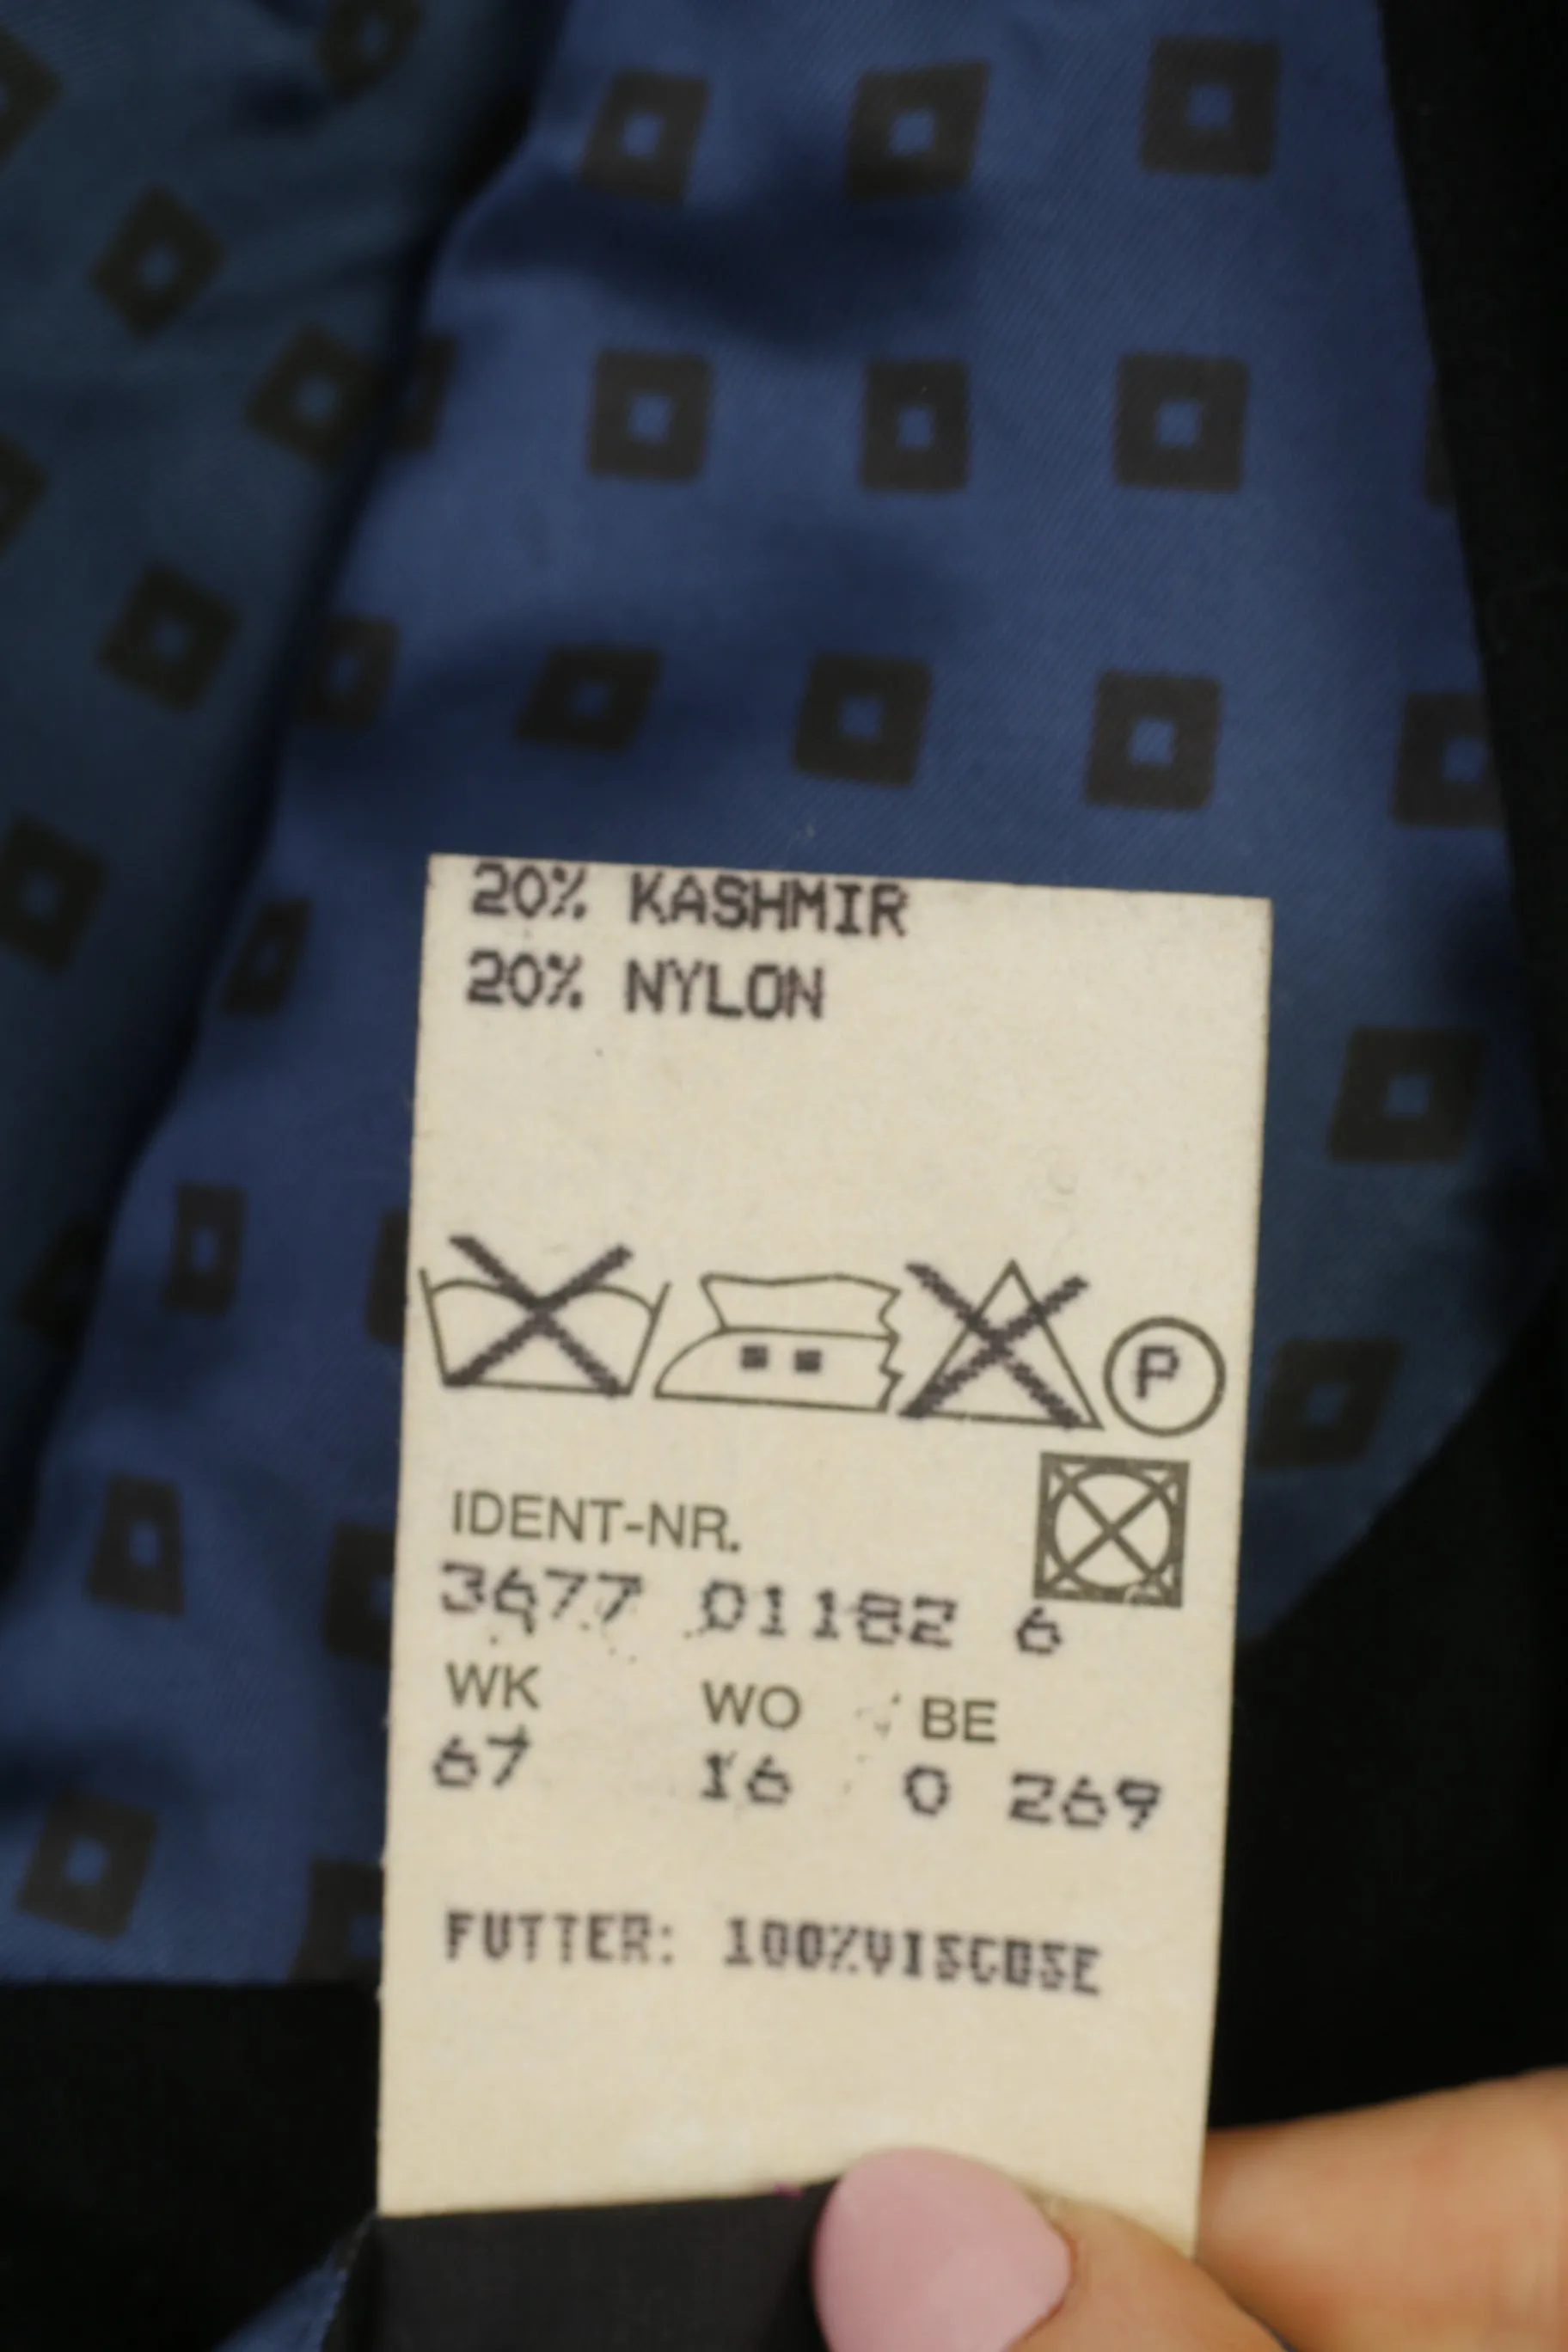 20% KASHMIR
20% NYLON
P
IDENT-NR.
3677 01182 6
WK WO BE
67 16 0 269
FUTTER: 100%VISCOSE